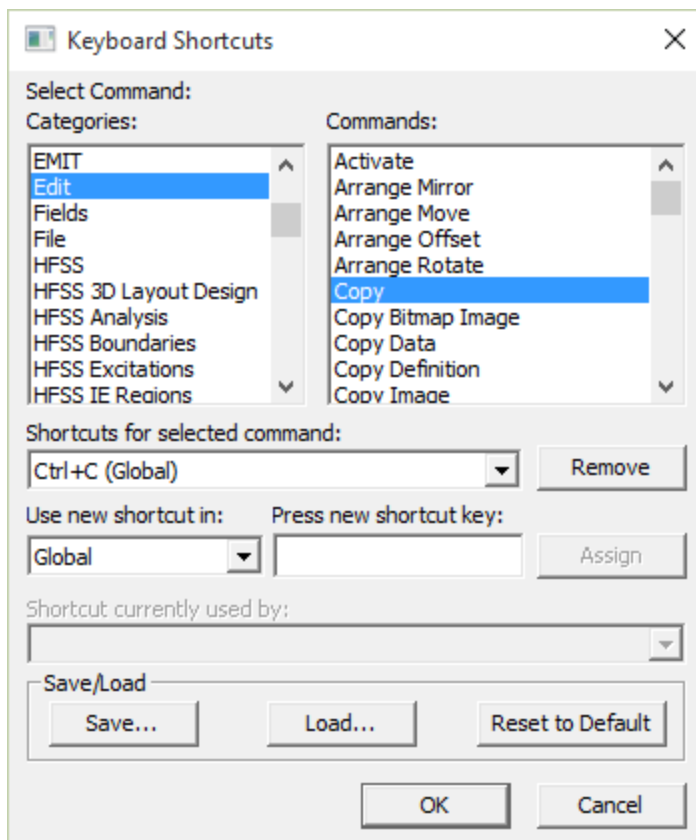 Keyboard Shortcuts
Select Command:
Categories:
Commands:
EMIT
Edit
Fields
File
HFSS
HFSS 3D Layout Design
HFSS Analysis
HFSS Boundaries
HFSS Excitations
HFSS IE Regions
Activate
Arrange Mirror
Arrange Move
Arrange Offset
Arrange Rotate
Copy
Copy Bitmap Image
Copy Data
Copy Definition
Copy Image
Shortcuts for selected command:
Ctrl+C (Global)
Remove
Use new shortcut in:
Press new shortcut key:
Global
Assign
Shortcut currently used by:
Save/Load
Save...
Load...
Reset to Default
OK
Cancel